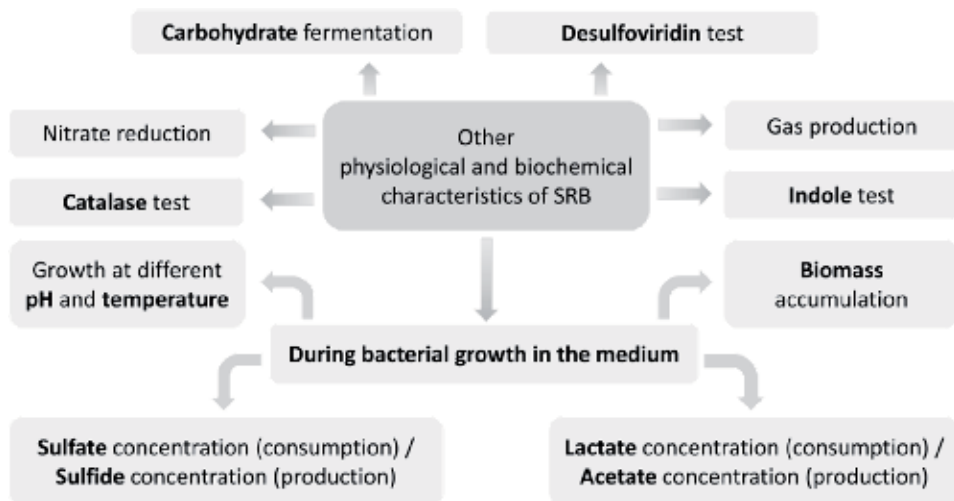 Carbohydrate fermentation
Desulfoviridin test
Nitrate reduction
Other
physiological and biochemical
characteristics of SRB
Gas production
Catalase test
Indole test
Growth at different
pH and temperature
Biomass
accumulation
During bacterial growth in the medium
Sulfate concentration (consumption) /
Sulfide concentration (production)
Lactate concentration (consumption) /
Acetate concentration (production)